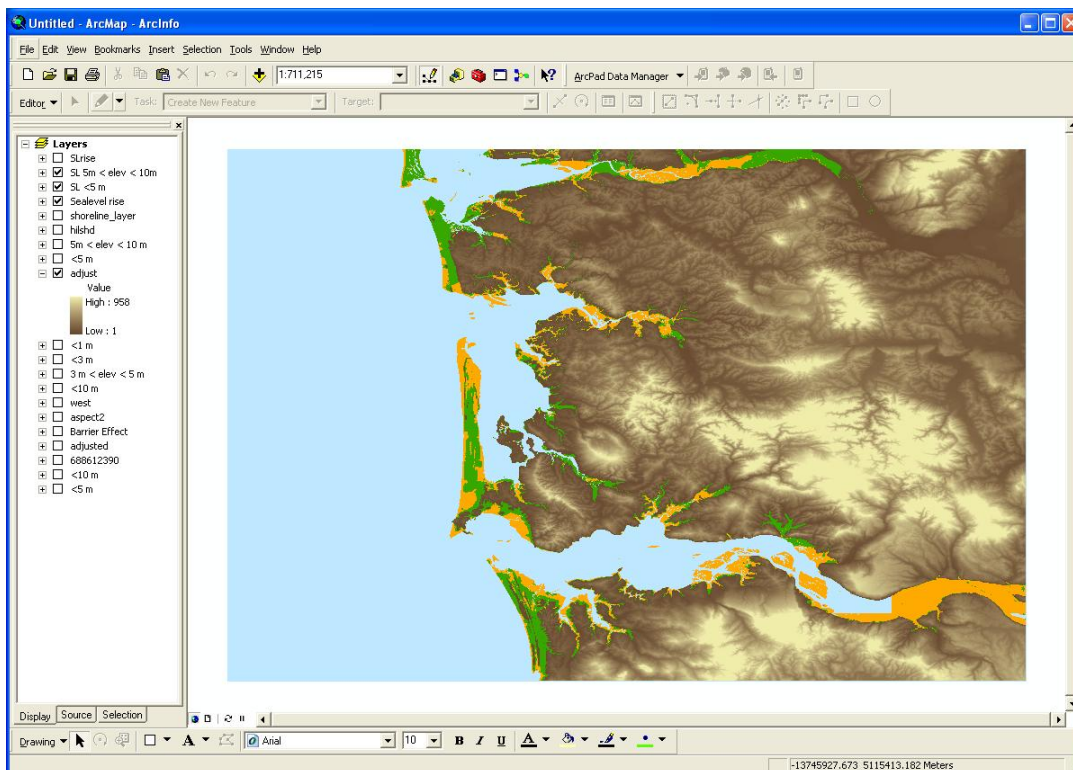 Untitled - ArcMap - ArcInfo
File Edit View Bookmarks Insert Selection Tools Window Help
1:711,215
ArcPad Data Manager
Editor Task: Create New Feature Target:
Layers
SLrise
SL 5m < elev < 10m
SL <5 m
Sealevel rise
shoreline_layer
hilshd
5m < elev < 10 m
<5 m
adjust
Value
High : 958
Low : 1
<1 m
<3 m
3 m < elev < 5 m
<10 m
west
aspect2
Barrier Effect
adjusted
688612390
<10 m
<5 m
Display Source Selection
Drawing A Arial 10 B I U A
-13745927.673 5115413.182 Meters